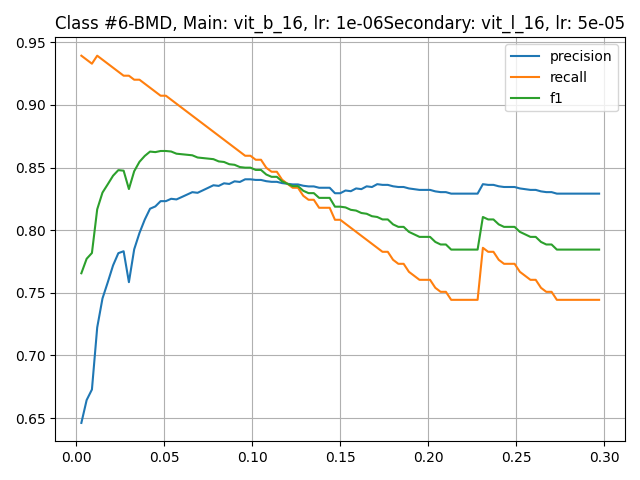 Class #6-BMD, Main: vit_b_16, lr: 1e-06Secondary: vit_l_16, lr: 5e-05
precision
recall
f1
0.95
0.90
0.85
0.80
0.75
0.70
0.65
0.00 0.05 0.10 0.15 0.20 0.25 0.30